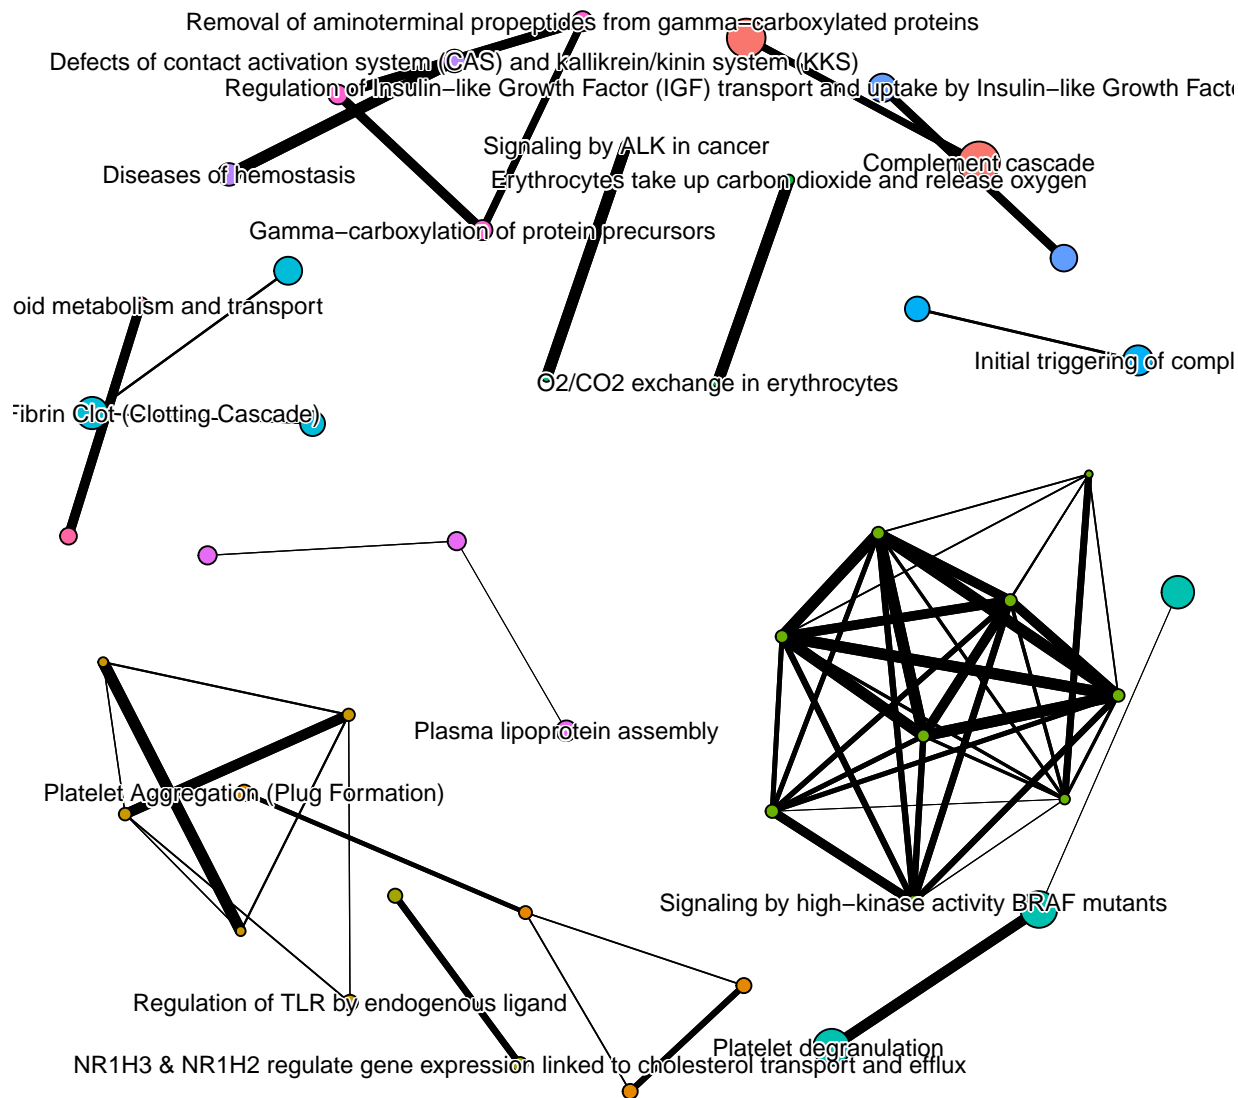 Removal of aminoterminal propeptides from gamma−carboxylated proteins
Defects of contact activation system (CAS) and kallikrein/kinin system (KKS)
Regulation of Insulin−like Growth Factor (IGF) transport and uptake by Insulin−like Growth Facto
Signaling by ALK in cancer
Complement cascade
Diseases of hemostasis
Erythrocytes take up carbon dioxide and release oxygen
Gamma−carboxylation of protein precursors
oid metabolism and transport
Initial triggering of compl
O2/CO2 exchange in erythrocytes
Fibrin Clot (Clotting Cascade)
Plasma lipoprotein assembly
Platelet Aggregation (Plug Formation)
Signaling by high−kinase activity BRAF mutants
Regulation of TLR by endogenous ligand
Platelet degranulation
NR1H3 & NR1H2 regulate gene expression linked to cholesterol transport and efflux